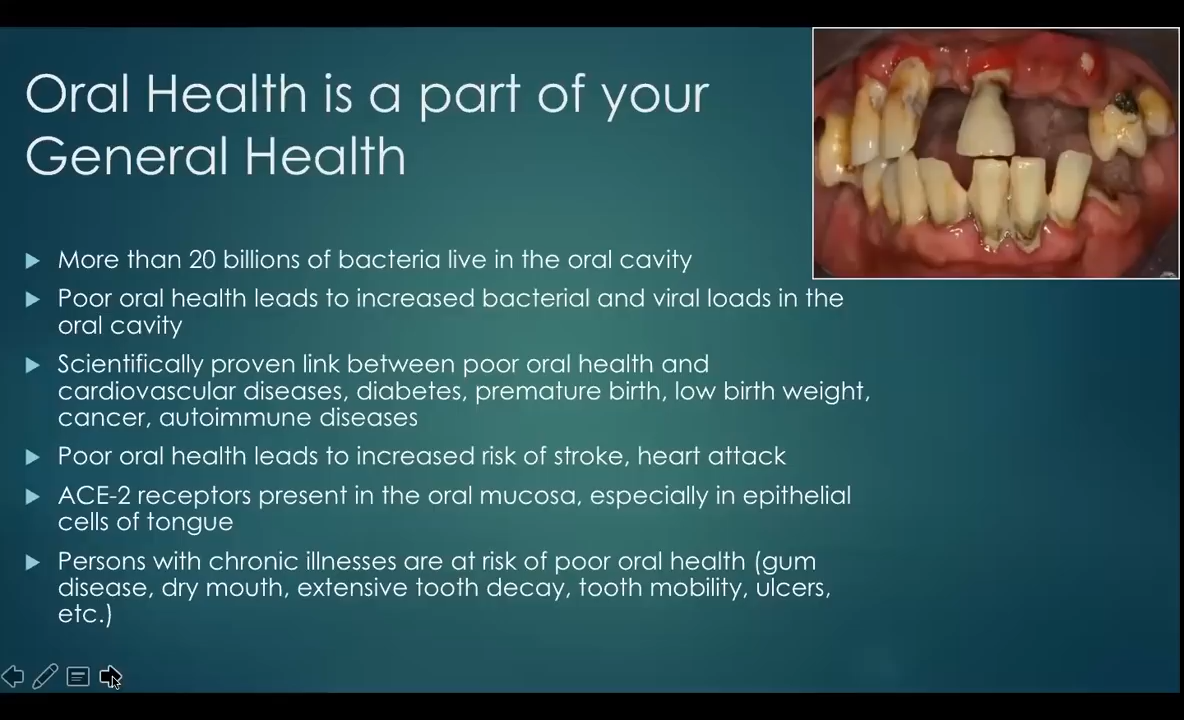 Oral Health is a part of your
General Health
More than 20 billions of bacteria live in the oral cavity
Poor oral health leads to increased bacterial and viral loads in the
oral cavity
Scientifically proven link between poor oral health and
cardiovascular diseases, diabetes, premature birth, low birth weight,
cancer, autoimmune diseases
Poor oral health leads to increased risk of stroke, heart attack
ACE-2 receptors present in the oral mucosa, especially in epithelial
cells of tongue
Persons with chronic illnesses are at risk of poor oral health (gum
disease, dry mouth, extensive tooth decay, tooth mobility, ulcers,
etc.)